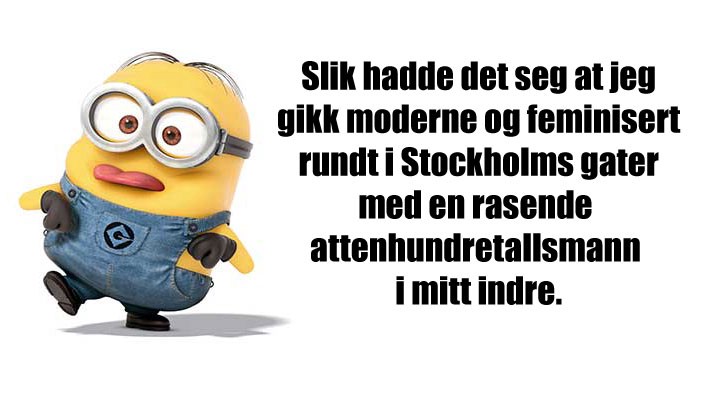 Slik hadde det seg at jeg
gikk moderne og feminisert
rundt i Stockholms gater
med en rasende
attenhundretallsmann
i mitt indre.